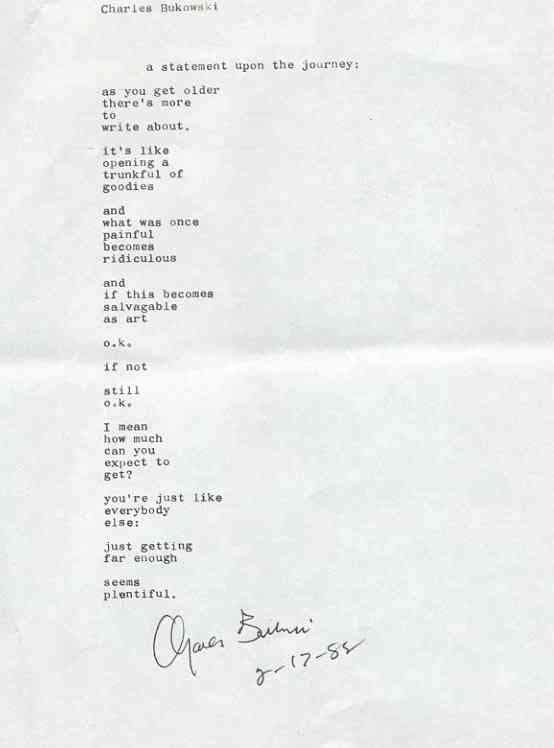 Charles Bukowski
a statement upon the journey:
as you get older
there's more
to
write about.
it's like
opening a
trunkful of
goodies
and
what was once
painful
becomes
ridiculous
and
if this becomes
salvagable
as art
o.k.
if not
still
o.k.
I mean
how much
can you
expect to
get?
you're just like
everybody
else:
just getting
far enough
seems
plentiful.
Charles Bukowski